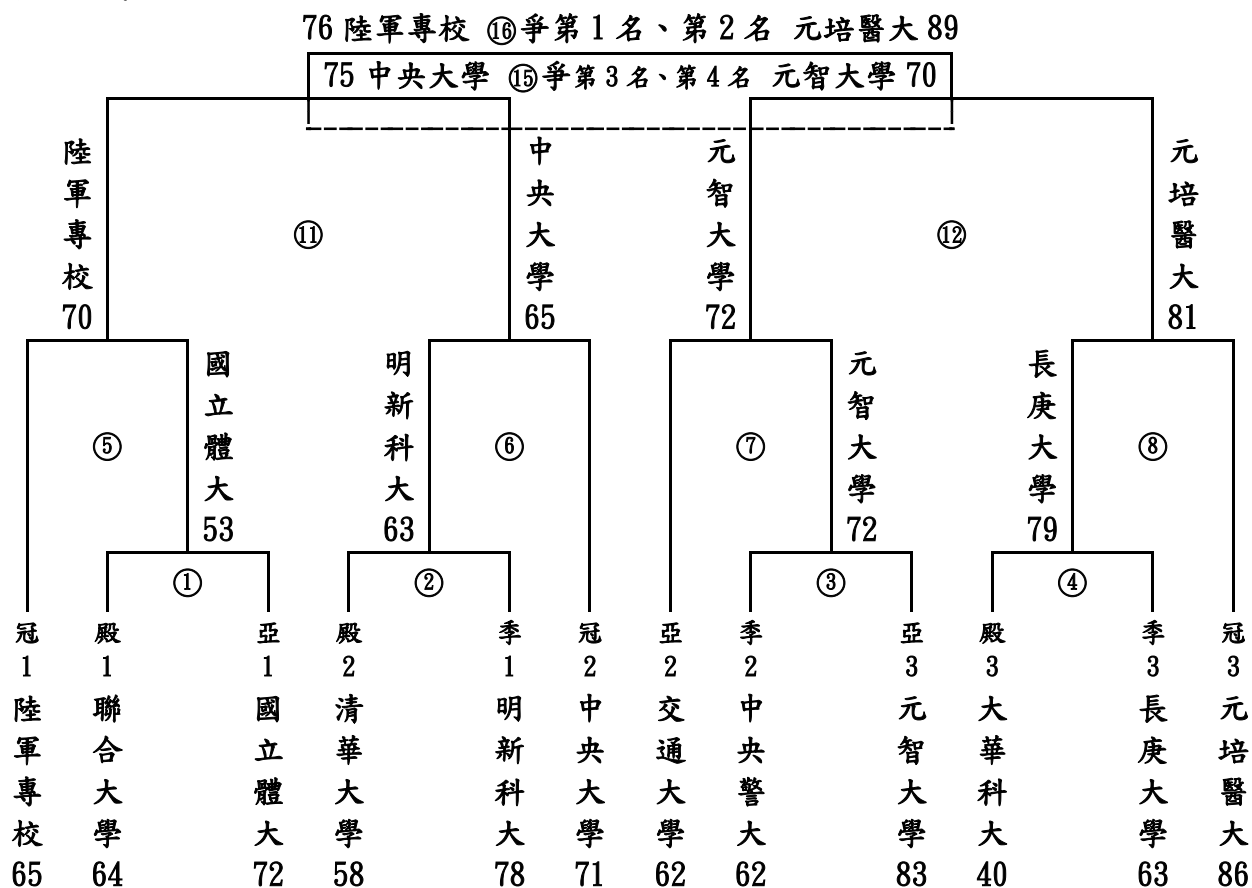 76 陸軍專校 ⑯爭第1名、第2名 元培醫大 89
75 中央大學 ⑮爭第3名、第4名 元智大學 70
陸軍專校 70
⑪
中央大學 65
元智大學 72
⑫
元培醫大 81
⑤
國立體大 53
明新科大 63
⑥
⑦
元智大學 72
長庚大學 79
⑧
①
②
③
④
冠1 陸軍專校 65
殿1 聯合大學 64
亞1 國立體大 72
殿2 清華大學 58
季1 明新科大 78
冠2 中央大學 71
亞2 交通大學 62
季2 中央警大 62
亞3 元智大學 83
殿3 大華科大 40
季3 長庚大學 63
冠3 元培醫大 86